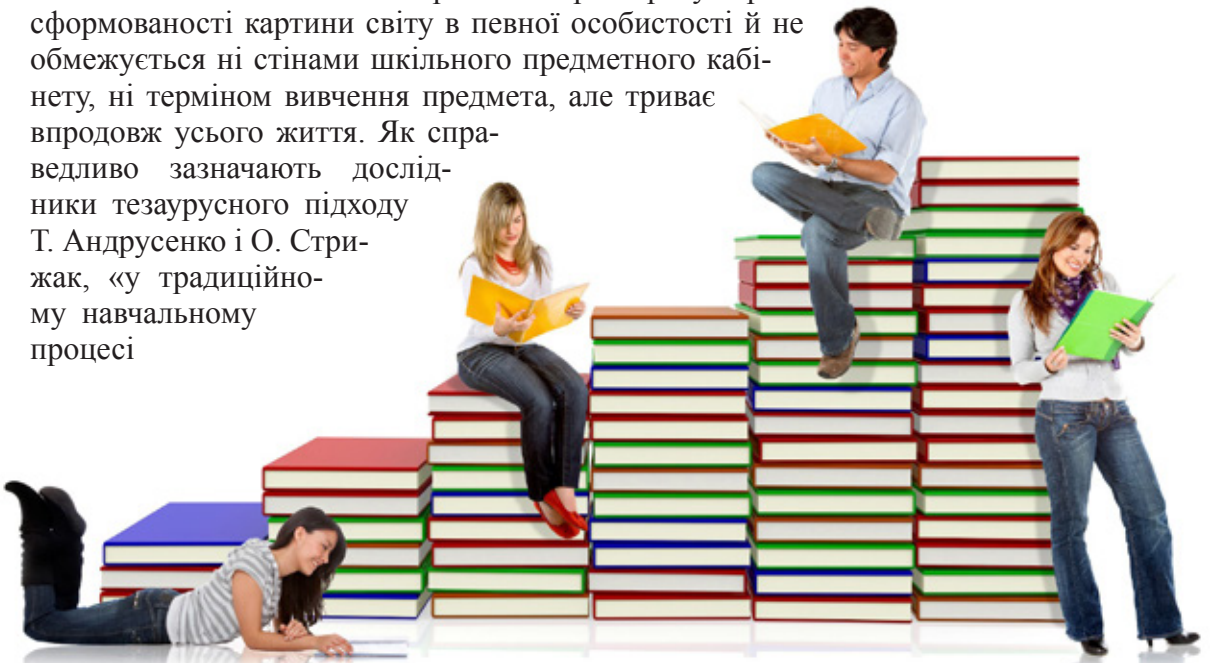 сформованості картини світу в певної особистості й не
обмежується ні стінами шкільного предметного кабі-
нету, ні терміном вивчення предмета, але триває
впродовж усього життя. Як спра-
ведливо зазначають дослід-
ники тезаурусного підходу
Т. Андрусенко і О. Стри-
жак, «у традиційно-
му навчальному
процесі